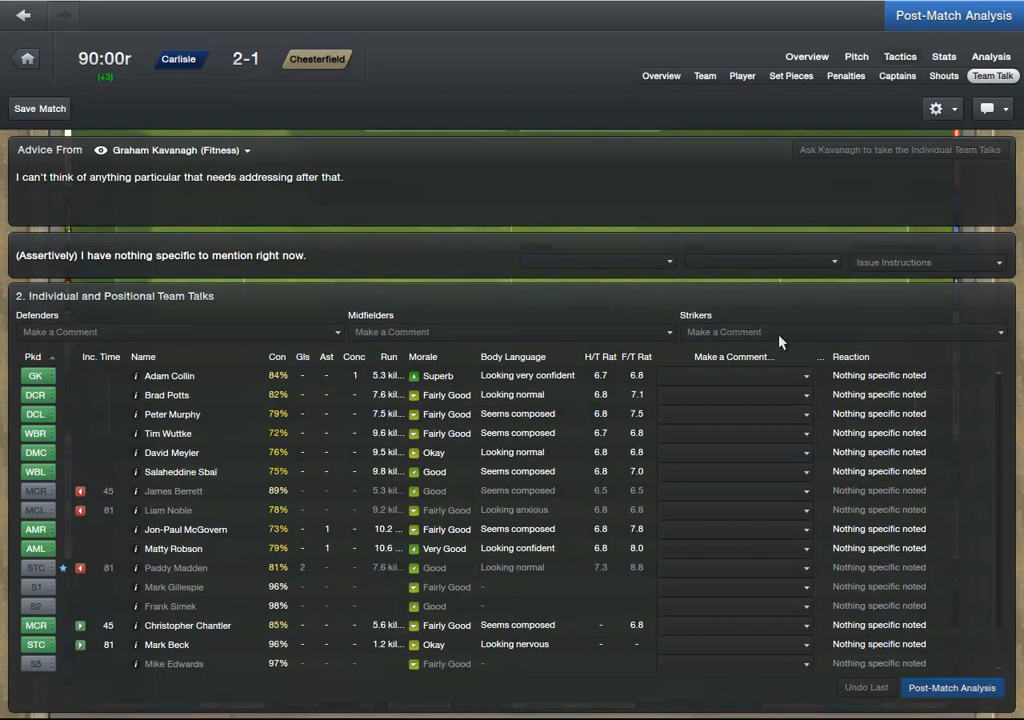 Post-Match Analysis
90:00r
(+3)
Carlisle
2-1
Chesterfield
Overview Pitch Tactics Stats Analysis
Overview Team Player Set Pieces Penalties Captains Shouts Team Talk
Save Match
Advice From Graham Kavanagh (Fitness)
Ask Kavanagh to take the Individual Team Talks
I can't think of anything particular that needs addressing after that.
(Assertively) I have nothing specific to mention right now.
Issue Instructions
2. Individual and Positional Team Talks
Defenders Midfielders Strikers
Make a Comment Make a Comment Make a Comment
Pkd Inc. Time Name Con Gls Ast Conc Run Morale Body Language H/T Rat F/T Rat Make a Comment... ... Reaction
GK i Adam Collin 84% - - 1 5.3 kil... Superb Looking very confident 6.7 6.8 Nothing specific noted
DCR i Brad Potts 82% - - - 7.6 kil... Fairly Good Looking normal 6.8 7.1 Nothing specific noted
DCL i Peter Murphy 79% - - - 7.5 kil... Fairly Good Seems composed 6.8 7.5 Nothing specific noted
WBR i Tim Wuttke 72% - - - 9.6 kil... Fairly Good Seems composed 6.7 6.8 Nothing specific noted
DMC i David Meyler 76% - - - 9.5 kil... Okay Looking normal 6.8 6.8 Nothing specific noted
WBL i Salaheddine Sbaï 75% - - - 9.8 kil... Good Seems composed 6.8 7.0 Nothing specific noted
MCR 45 i James Berrett 89% - - - 5.3 kil... Good Seems composed 6.5 6.5 Nothing specific noted
MCL 81 i Liam Noble 78% - - - 9.2 kil... Fairly Good Looking anxious 6.8 6.8 Nothing specific noted
AMR i Jon-Paul McGovern 73% - 1 - 10.2 ... Fairly Good Seems composed 6.8 7.8 Nothing specific noted
AML i Matty Robson 79% - 1 - 10.6 ... Very Good Looking confident 6.8 8.0 Nothing specific noted
STC 81 i Paddy Madden 81% 2 - - 7.6 kil... Good Looking normal 7.3 8.8 Nothing specific noted
S1 i Mark Gillespie 96% - - - - Fairly Good - Nothing specific noted
S2 i Frank Simek 98% - - - - Good - Nothing specific noted
MCR 45 i Christopher Chantler 85% - - - 5.6 kil... Fairly Good Seems composed - 6.8 Nothing specific noted
STC 81 i Mark Beck 96% - - - 1.2 kil... Okay Looking nervous - - Nothing specific noted
S5 i Mike Edwards 97% - - - - Fairly Good - Nothing specific noted
Undo Last Post-Match Analysis